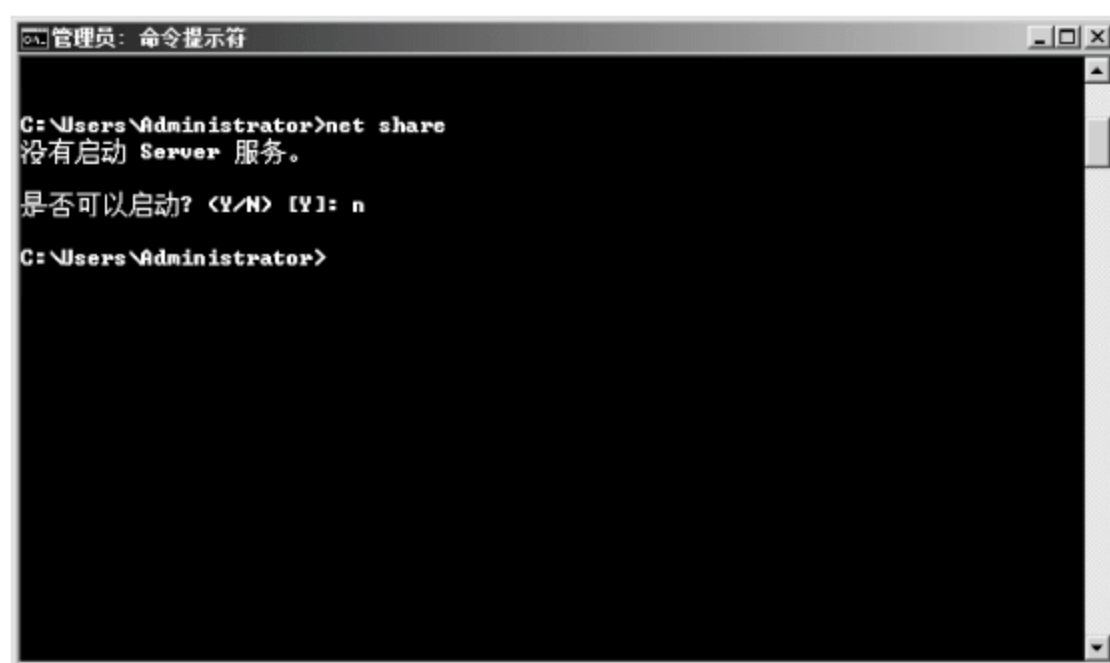 管理员：命令提示符
C:\Users\Administrator>net share
没有启动 Server 服务。
是否可以启动? (Y/N) [Y]: n
C:\Users\Administrator>